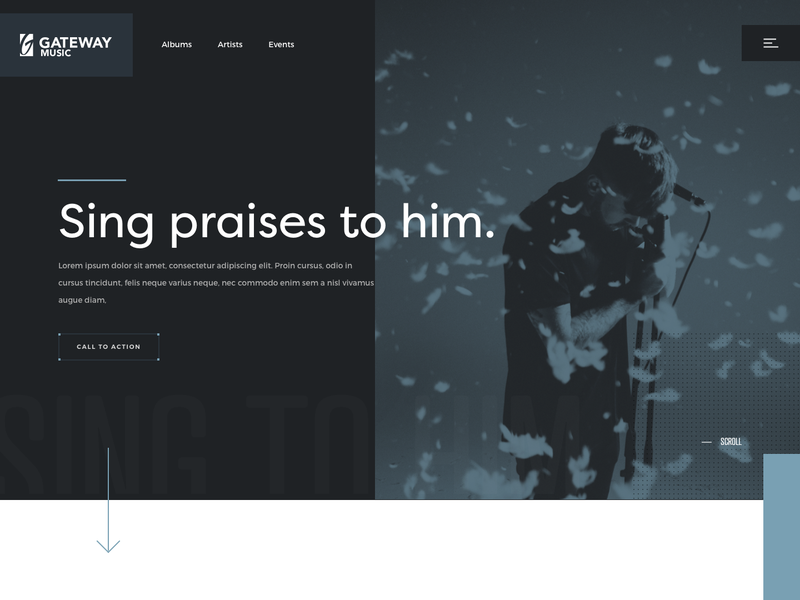 GATEWAY
MUSIC
Albums
Artists
Events
Sing praises to him.
Lorem ipsum dolor sit amet, consectetur adipiscing elit. Proin cursus, odio in
cursus tincidunt, felis neque varius neque, nec commodo enim sem a nisl vivamus
augue diam,
CALL TO ACTION
SING TO HIM
SCROLL